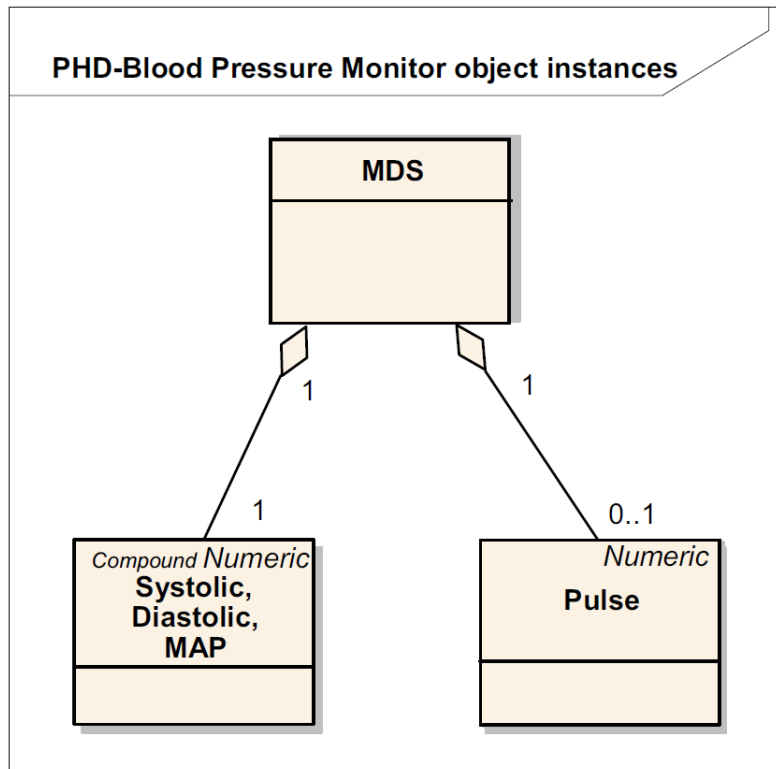 PHD-Blood Pressure Monitor object instances
MDS
1
1
1
0..1
Compound Numeric
Systolic,
Diastolic,
MAP
Numeric
Pulse